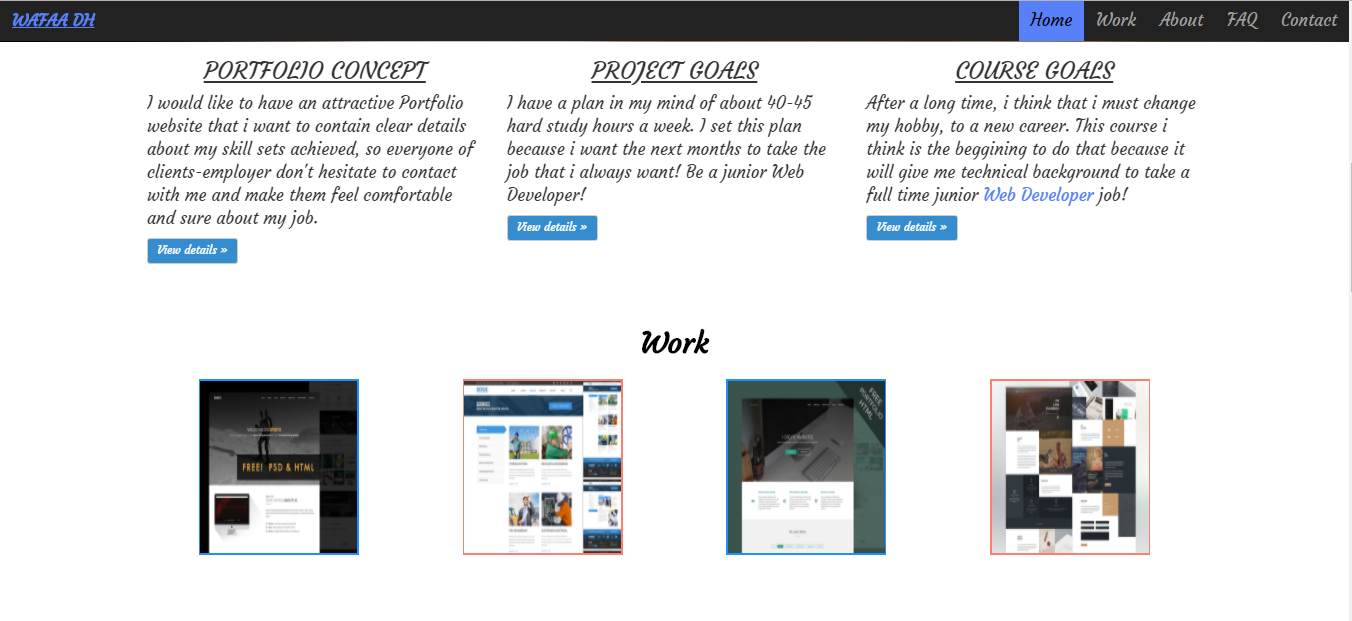 WAFAA DH
Home Work About FAQ Contact
PORTFOLIO CONCEPT
I would like to have an attractive Portfolio
website that i want to contain clear details
about my skill sets achieved, so everyone of
clients-employer don't hesitate to contact
with me and make them feel comfortable
and sure about my job.
View details »
PROJECT GOALS
I have a plan in my mind of about 40-45
hard study hours a week. I set this plan
because i want the next months to take the
job that i always want! Be a junior Web
Developer!
View details »
COURSE GOALS
After a long time, i think that i must change
my hobby, to a new career. This course i
think is the beggining to do that because it
will give me technical background to take a
full time junior Web Developer job!
View details »
Work
FREE! PSD & HTML
FREE
PORTFOLIO
HTML